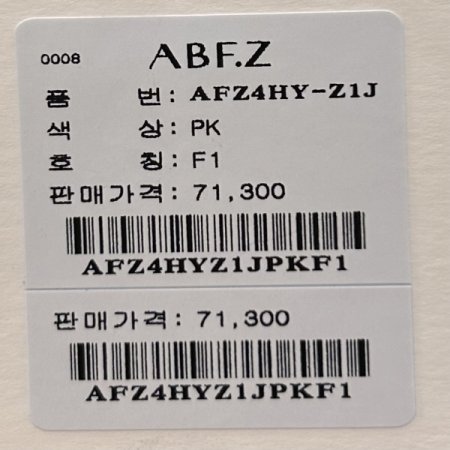 0008 ABF.Z
품 번: AFZ4HY-Z1J
색 상: PK
호 칭: F1
판매가격: 71,300
AFZ4HYZ1JPKF1
판매가격: 71,300
AFZ4HYZ1JPKF1